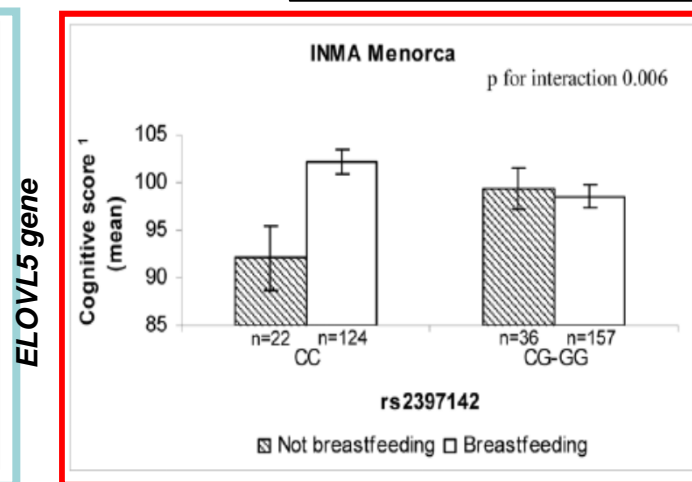 ELOVL5 gene
INMA Menorca
p for interaction 0.006
Cognitive score 1
(mean)
105
100
95
90
85
n=22 n=124 n=36 n=157
CC CG-GG
rs2397142
Not breastfeeding Breastfeeding